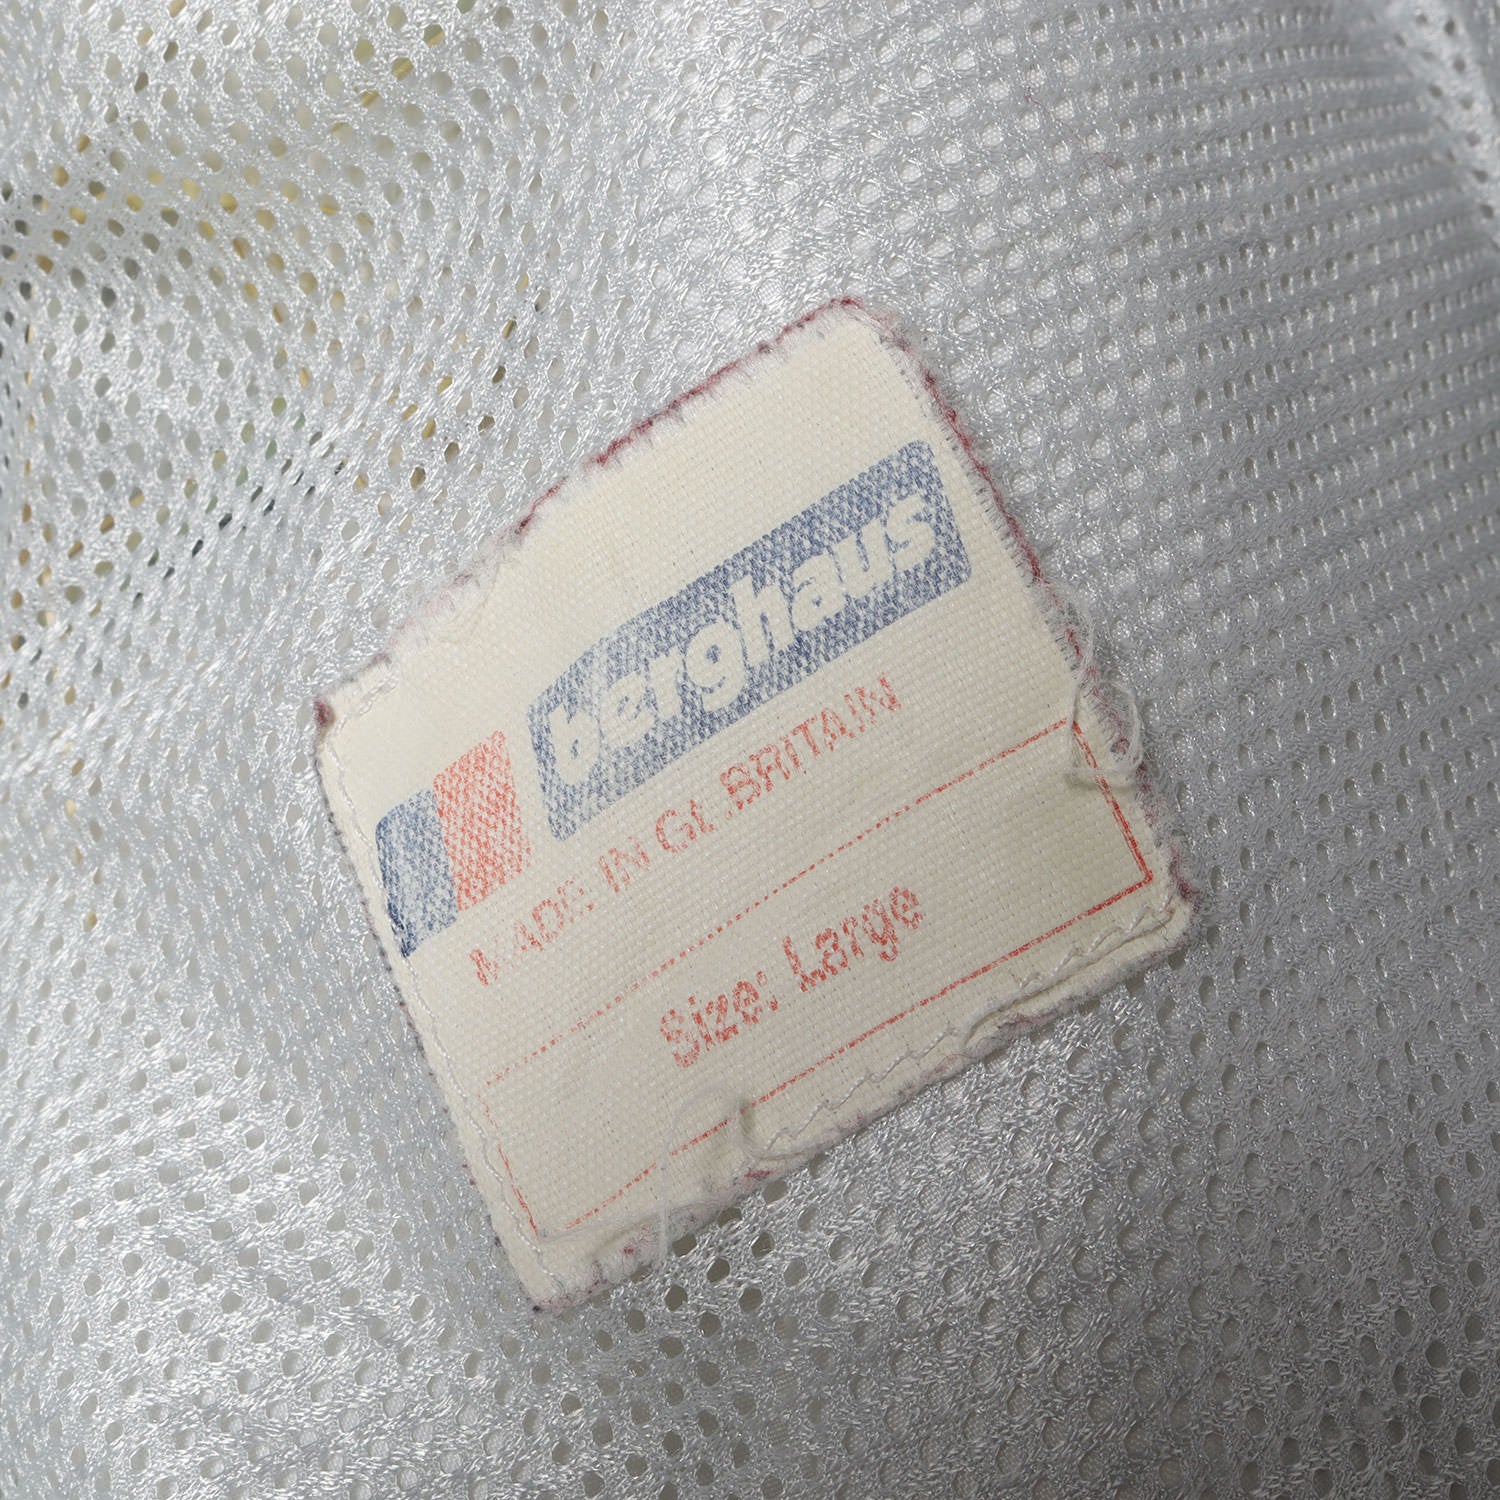 berghaus
MADE IN Gt. BRITAIN
Size: Large